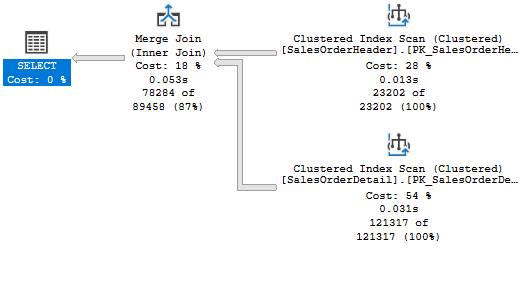 SELECT
Cost: 0 %
Merge Join
(Inner Join)
Cost: 18 %
0.053s
78284 of
89458 (87%)
Clustered Index Scan (Clustered)
[SalesOrderHeader].[PK_SalesOrderHe…
Cost: 28 %
0.013s
23202 of
23202 (100%)
Clustered Index Scan (Clustered)
[SalesOrderDetail].[PK_SalesOrderDe…
Cost: 54 %
0.031s
121317 of
121317 (100%)